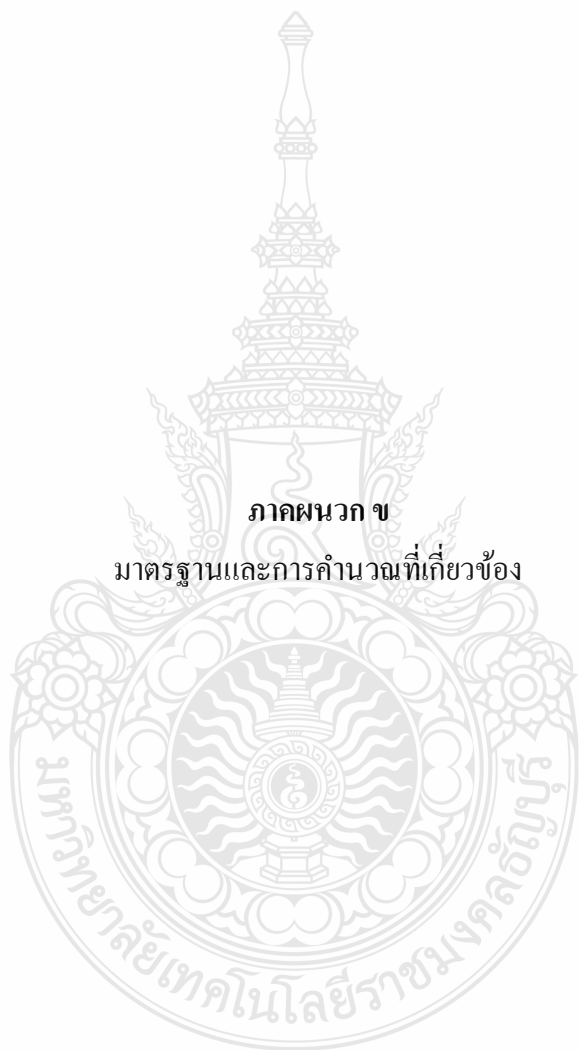 ภาคผนวก ข
มาตรฐานและการคำนวณที่เกี่ยวข้อง
มหาวิทยาลัยเทคโนโลยีราชมงคลธัญบุรี